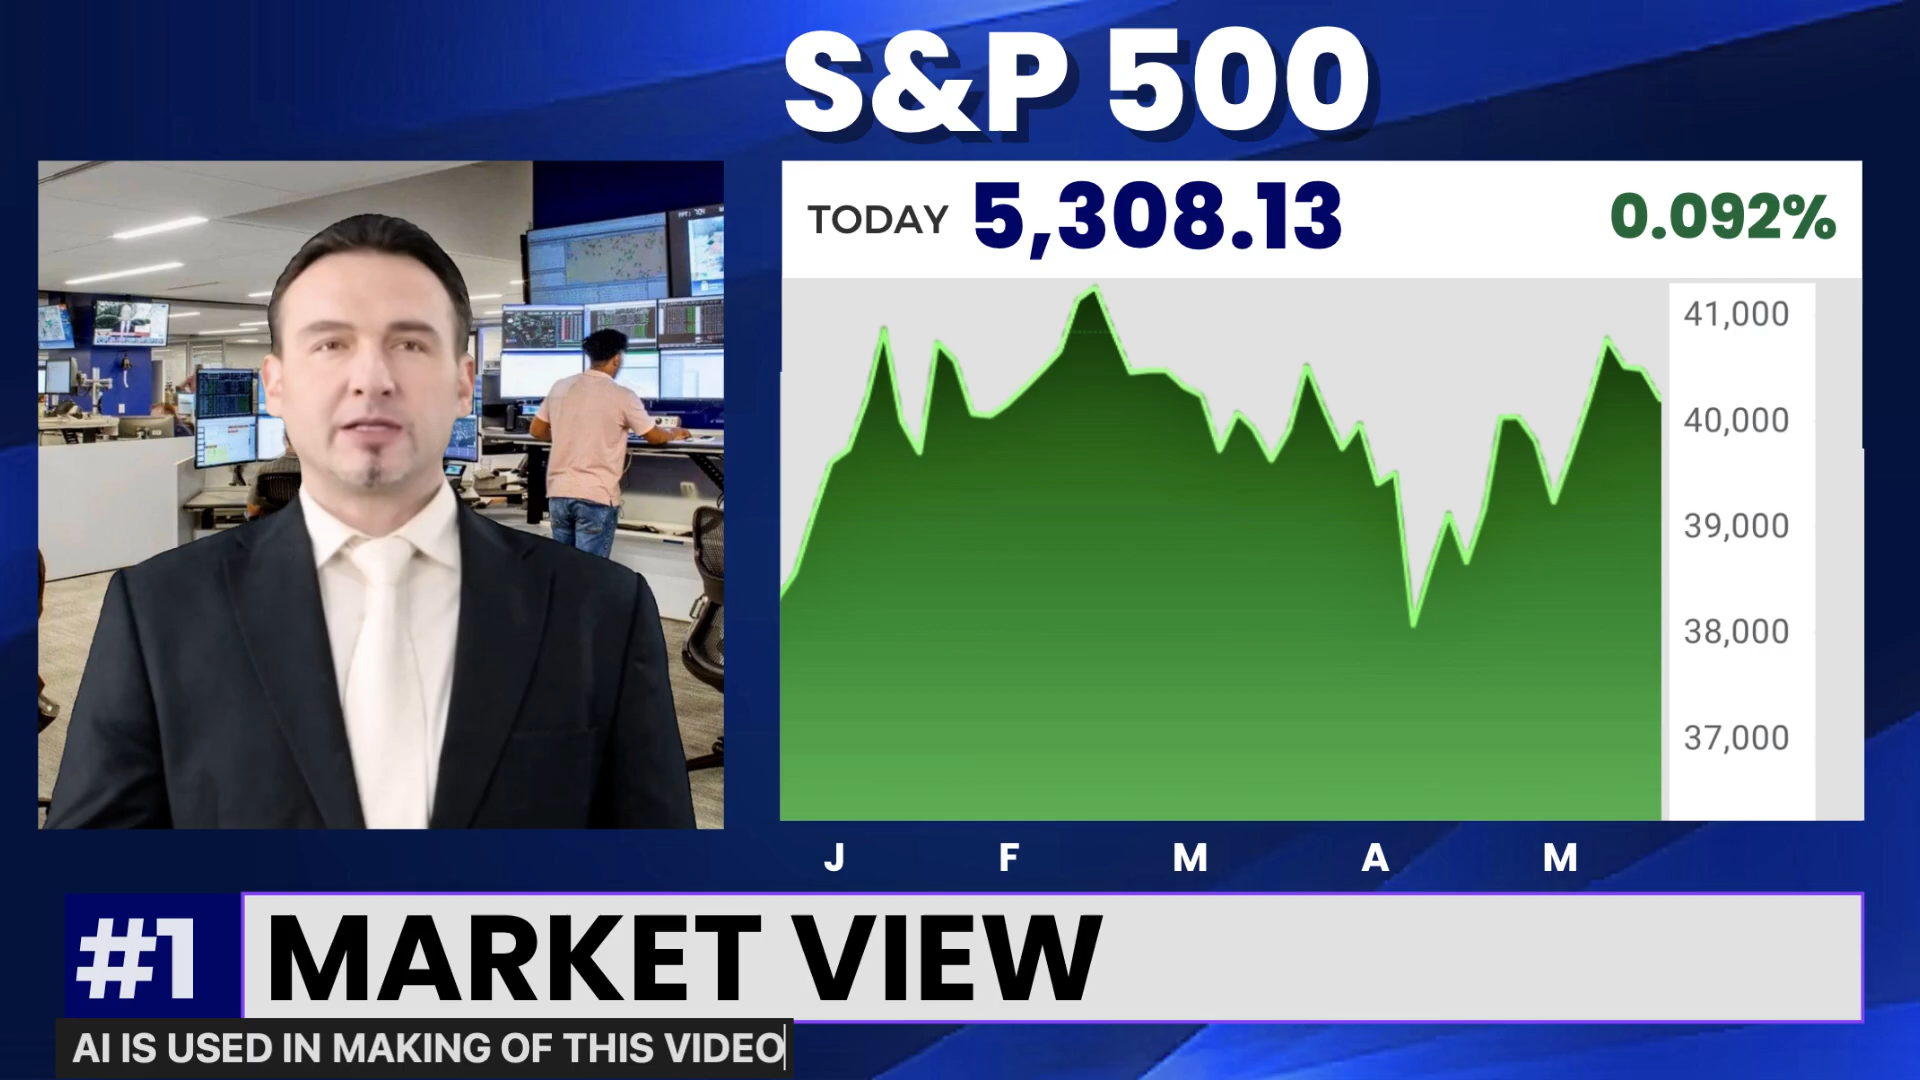 S&P 500
TODAY 5,308.13 0.092%
41,000
40,000
39,000
38,000
37,000
J F M A M
#1 MARKET VIEW
AI IS USED IN MAKING OF THIS VIDEO